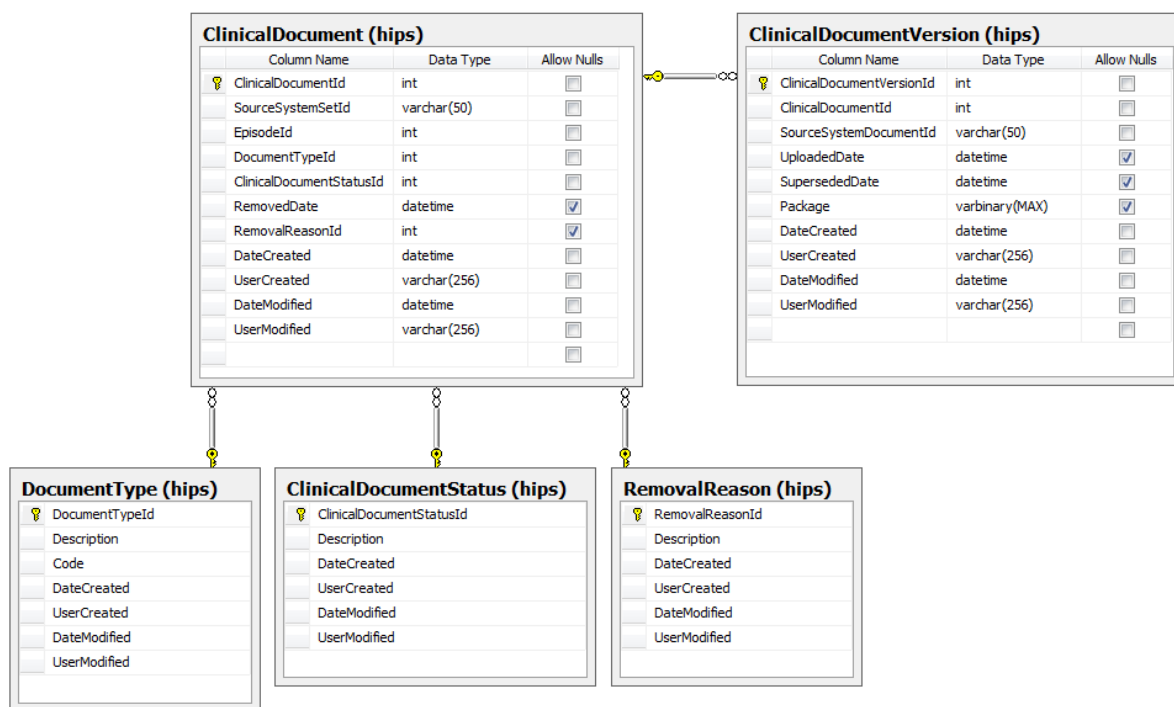 ClinicalDocument (hips)
Column Name Data Type Allow Nulls
ClinicalDocumentId int
SourceSystemSetId varchar(50)
EpisodeId int
DocumentTypeId int
ClinicalDocumentStatusId int
RemovedDate datetime
RemovalReasonId int
DateCreated datetime
UserCreated varchar(256)
DateModified datetime
UserModified varchar(256)
ClinicalDocumentVersion (hips)
Column Name Data Type Allow Nulls
ClinicalDocumentVersionId int
ClinicalDocumentId int
SourceSystemDocumentId varchar(50)
UploadedDate datetime
SupersededDate datetime
Package varbinary(MAX)
DateCreated datetime
UserCreated varchar(256)
DateModified datetime
UserModified varchar(256)
DocumentType (hips)
DocumentTypeId
Description
Code
DateCreated
UserCreated
DateModified
UserModified
ClinicalDocumentStatus (hips)
ClinicalDocumentStatusId
Description
DateCreated
UserCreated
DateModified
UserModified
RemovalReason (hips)
RemovalReasonId
Description
DateCreated
UserCreated
DateModified
UserModified